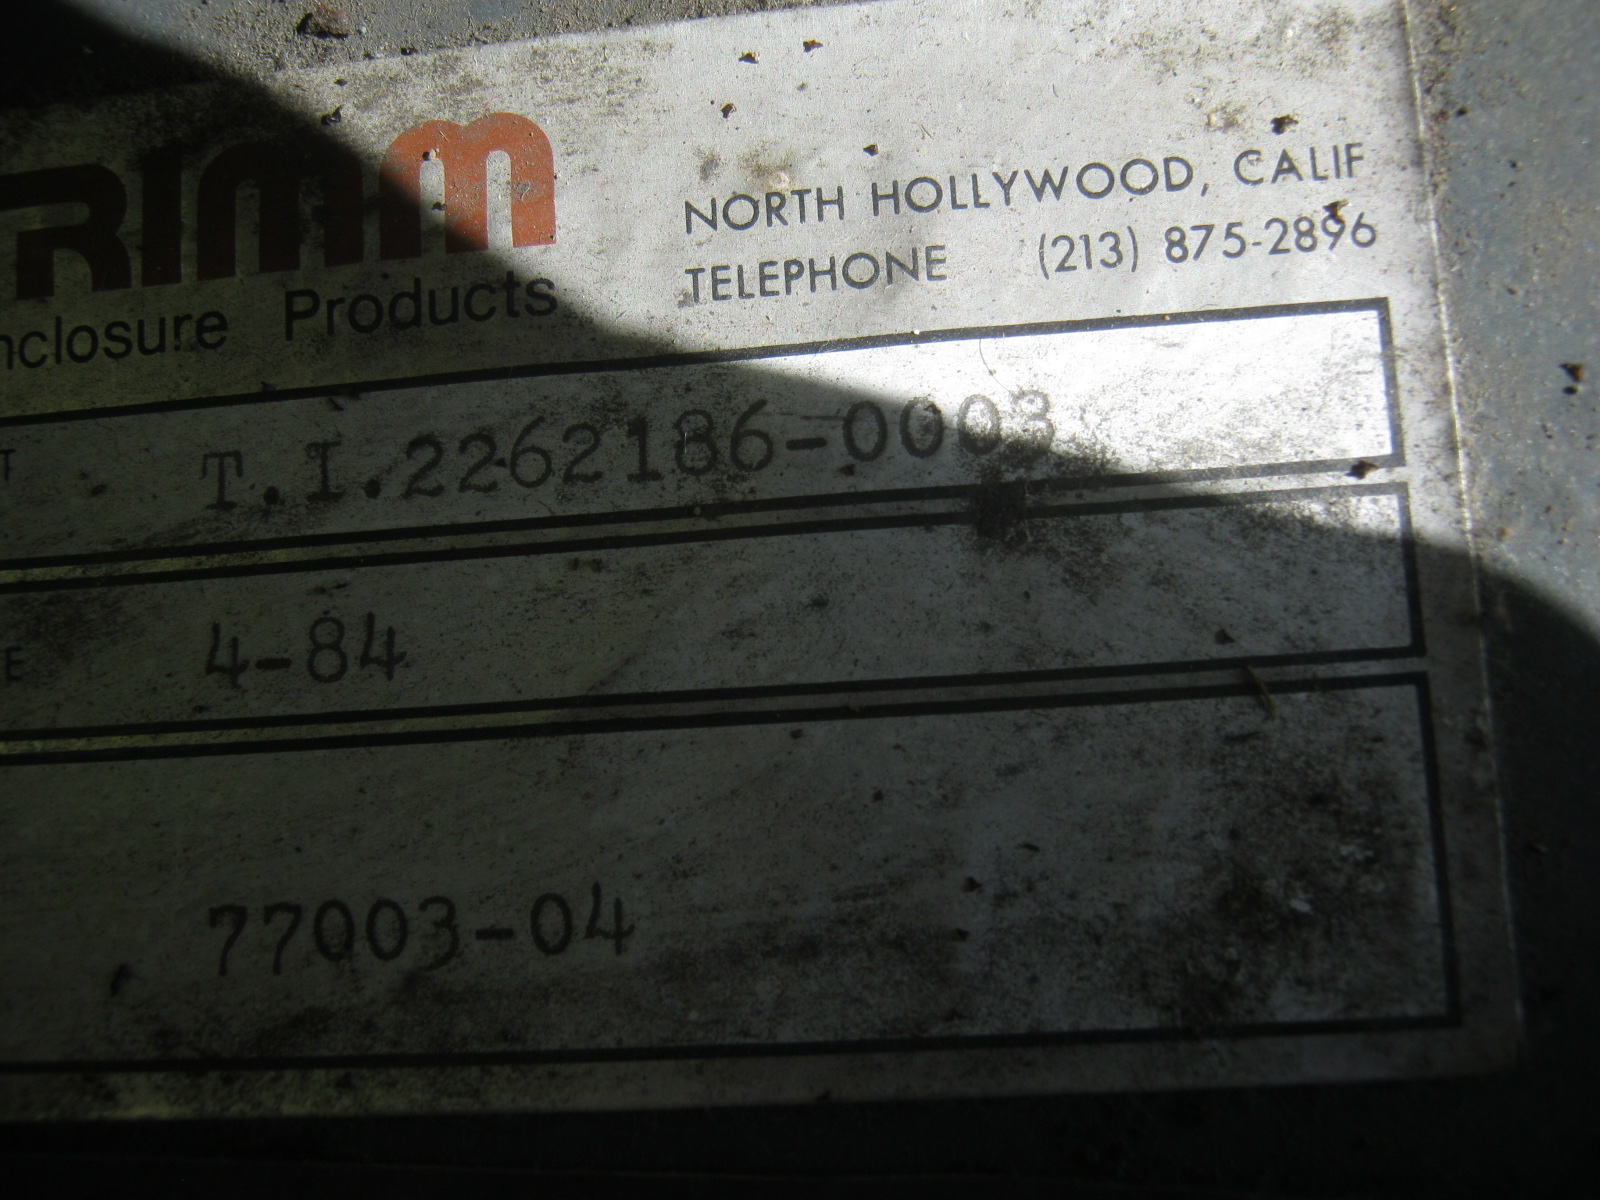 RIMM
nclosure Products
NORTH HOLLYWOOD, CALIF
TELEPHONE (213) 875-2896
T T.I.2262186-0003
E 4-84
77003-04